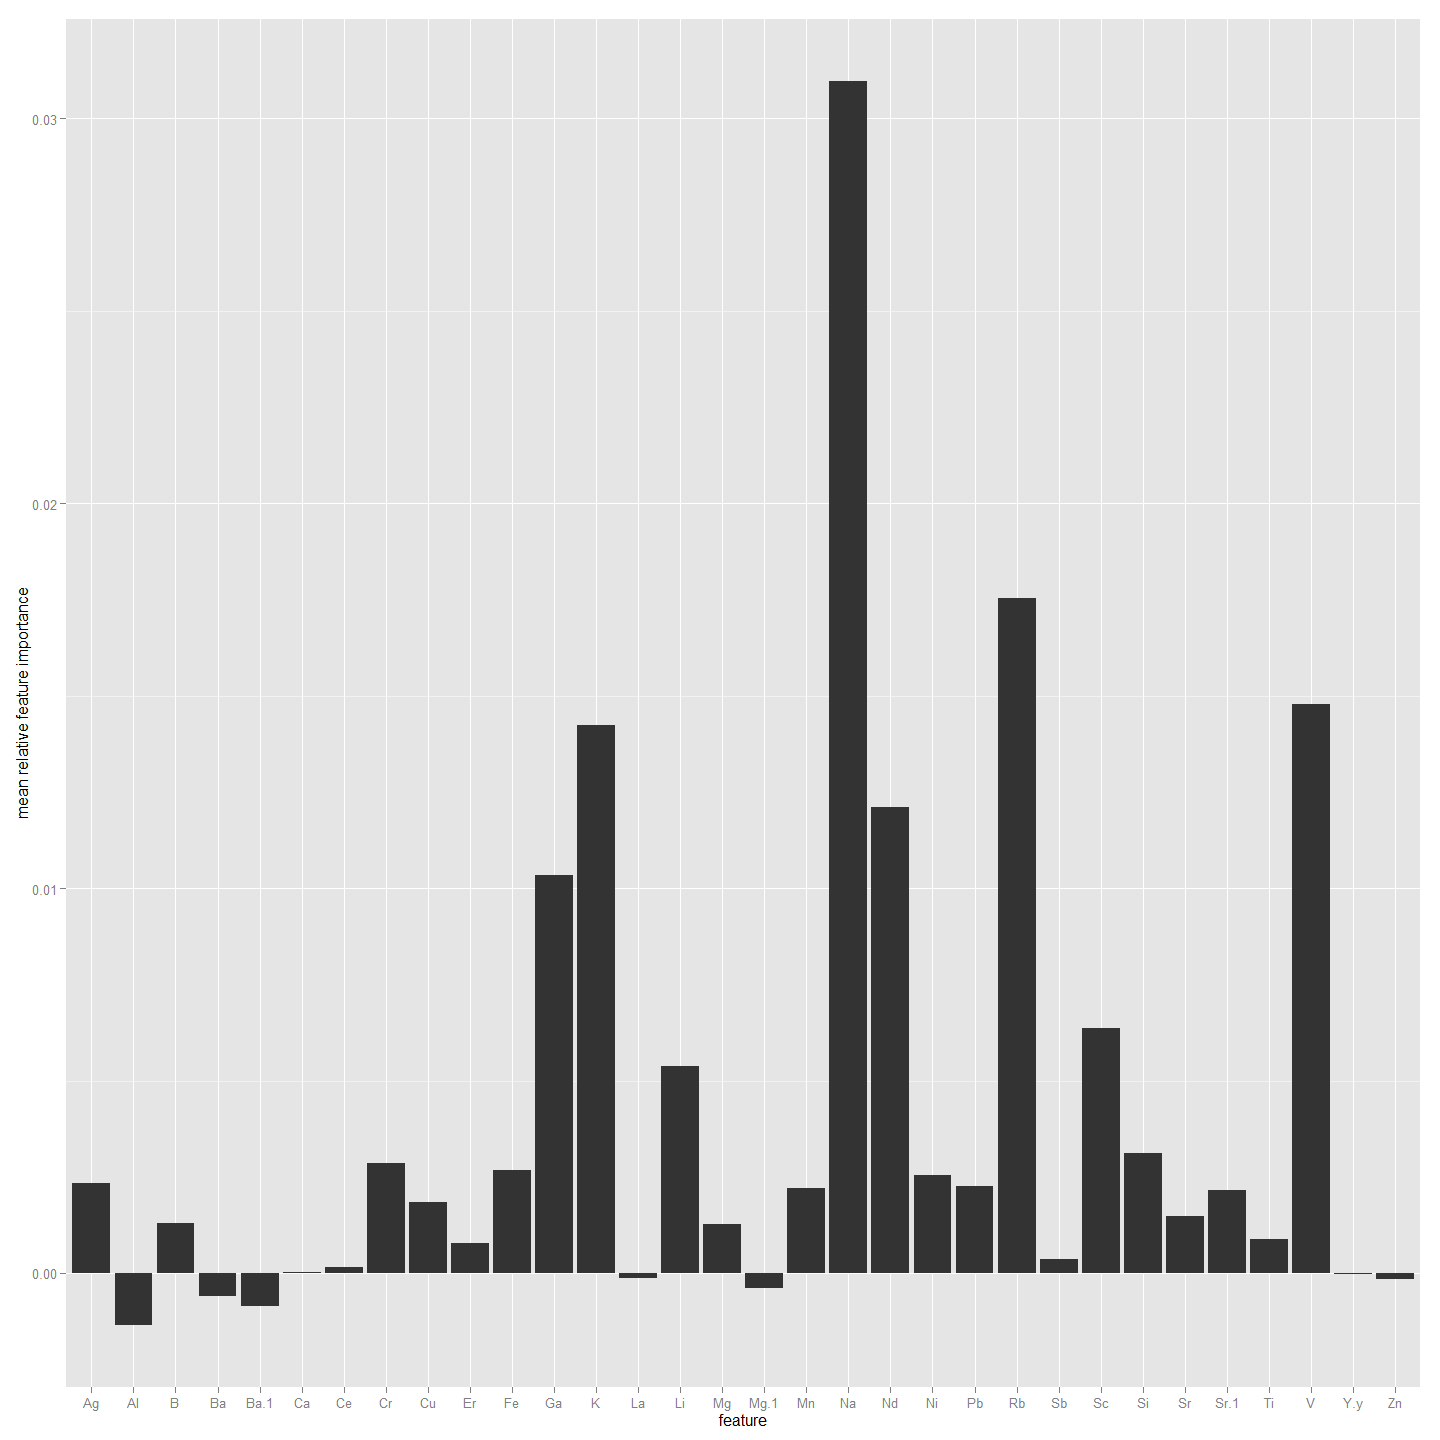 mean relative feature importance
0.03
0.02
0.01
0.00
Ag Al B Ba Ba.1 Ca Ce Cr Cu Er Fe Ga K La Li Mg Mg.1 Mn Na Nd Ni Pb Rb Sb Sc Si Sr Sr.1 Ti V Y.y Zn
feature